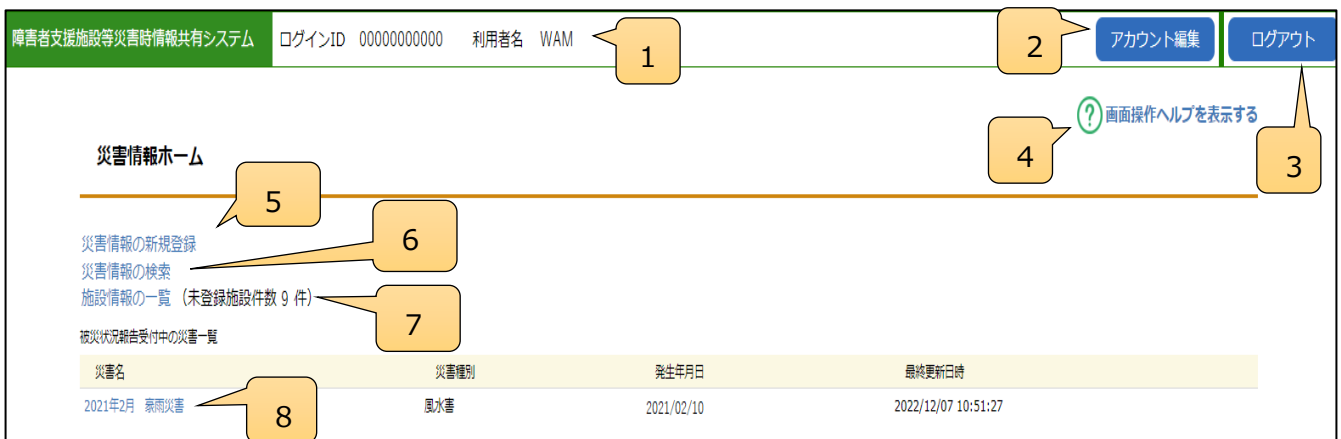 障害者支援施設等災害時情報共有システム ログインID 00000000000 利用者名 WAM 1 2 アカウント編集 ログアウト
? 画面操作ヘルプを表示する
4 3
災害情報ホーム
5
災害情報の新規登録
6
災害情報の検索
施設情報の一覧 (未登録施設件数 9 件)
7
被災状況報告受付中の災害一覧
災害名 災害種別 発生年月日 最終更新日時
2021年2月 豪雨災害 8 風水害 2021/02/10 2022/12/07 10:51:27